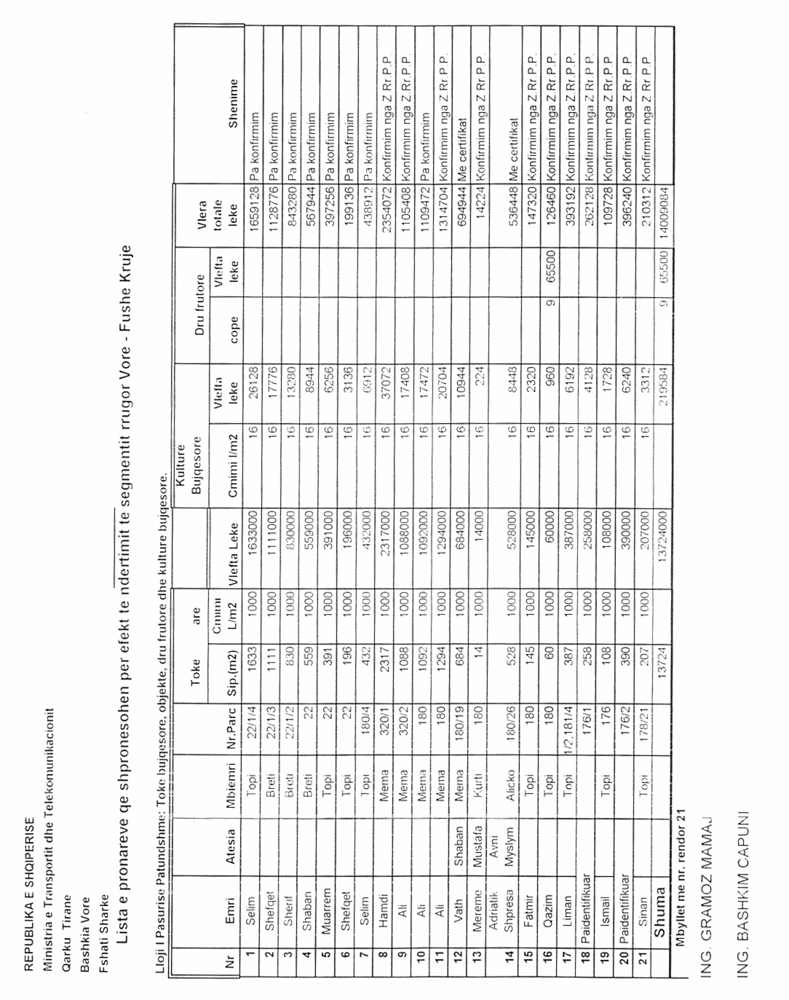 REPUBLIKA E SHQIPERISE
Ministria e Transportit dhe Telekomunikacionit
Qarku Tirane
Bashkia Vore
Fshati Sharke
Lista e pronareve qe shpronesohen per efekt te ndertimit te segmentit rrugor Vore - Fushe Kruje
Lloji I Pasurise Patundshme: Toke bujqesore, objekte, dru frutore dhe kulture bujqesore.
Toke are Kulture Bujqesore Dru frutore Vlera totale leke
Nr Emri Atesia Mbiemri Nr.Parc Sip.(m2) Cmimi L/m2 Vlefta Leke Cmimi l/m2 Vlefta leke cope Vlefta leke Shenime
1 Selim Topi 22/1/4 1633 1000 1633000 16 26128 1659128 Pa konfirmim
2 Shefqet Breti 22/1/3 1111 1000 1111000 16 17776 1128776 Pa konfirmim
3 Sherif Breti 22/1/2 830 1000 830000 16 13280 843280 Pa konfirmim
4 Shaban Breti 22 559 1000 559000 16 8944 567944 Pa konfirmim
5 Muarrem Topi 22 391 1000 391000 16 6256 397256 Pa konfirmim
6 Shefqet Topi 22 196 1000 196000 16 3136 199136 Pa konfirmim
7 Selim Topi 180/4 432 1000 432000 16 6912 438912 Pa konfirmim
8 Hamdi Mema 320/1 2317 1000 2317000 16 37072 2354072 Konfirmim nga Z.Rr.P.P.
9 Ali Mema 320/2 1088 1000 1088000 16 17408 1105408 Konfirmim nga Z.Rr.P.P.
10 Ali Mema 180 1092 1000 1092000 16 17472 1109472 Pa konfirmim
11 Ali Mema 180 1294 1000 1294000 16 20704 1314704 Konfirmim nga Z.Rr.P.P.
12 Vath Shaban Mema 180/19 684 1000 684000 16 10944 694944 Me certifikat
13 Mereme Mustafa Kurti 180 14 1000 14000 16 224 14224 Konfirmim nga Z.Rr.P.P.
Adriatik Avni
14 Shpresa Myslym Alicko 180/26 528 1000 528000 16 8448 536448 Me certifikat
15 Fatmir Topi 180 145 1000 145000 16 2320 147320 Konfirmim nga Z.Rr.P.P.
16 Qazim Topi 180 60 1000 60000 16 960 9 65500 126460 Konfirmim nga Z.Rr.P.P.
17 Liman Topi 1/2,181/4 387 1000 387000 16 6192 393192 Konfirmim nga Z.Rr.P.P.
18 Paidentifikuar 176/1 258 1000 258000 16 4128 262128 Konfirmim nga Z.Rr P P.
19 Ismail Topi 176 108 1000 108000 16 1728 109728 Konfirmim nga Z.Rr.P.P.
20 Paidentifikuar 176/2 390 1000 390000 16 6240 396240 Konfirmim nga Z.Rr.P.P.
21 Sinan Topi 178/21 207 1000 207000 16 3312 210312 Konfirmim nga Z.Rr.P.P.
Shuma 13724 13724000 219584 9 65500 14009084
Mbyllet me nr. rendor 21
ING. GRAMOZ MAMAJ
ING. BASHKIM CAPUNI